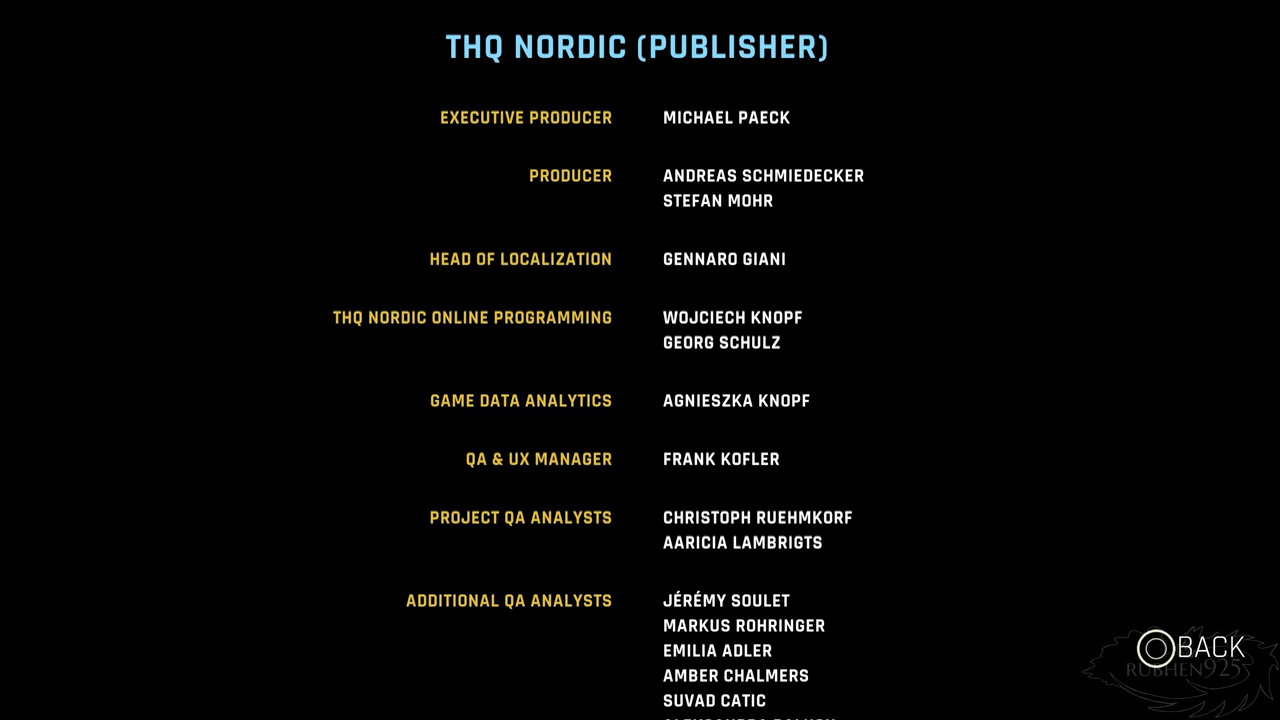 THQ NORDIC (PUBLISHER)
EXECUTIVE PRODUCER MICHAEL PAECK
PRODUCER ANDREAS SCHMIEDECKER
STEFAN MOHR
HEAD OF LOCALIZATION GENNARO GIANI
THQ NORDIC ONLINE PROGRAMMING WOJCIECH KNOPF
GEORG SCHULZ
GAME DATA ANALYTICS AGNIESZKA KNOPF
QA & UX MANAGER FRANK KOFLER
PROJECT QA ANALYSTS CHRISTOPH RUEHMKORF
AARICIA LAMBRIGTS
ADDITIONAL QA ANALYSTS JÉRÉMY SOULET
MARKUS ROHRINGER
EMILIA ADLER
AMBER CHALMERS
SUVAD CATIC
BACK
RUBHEN925